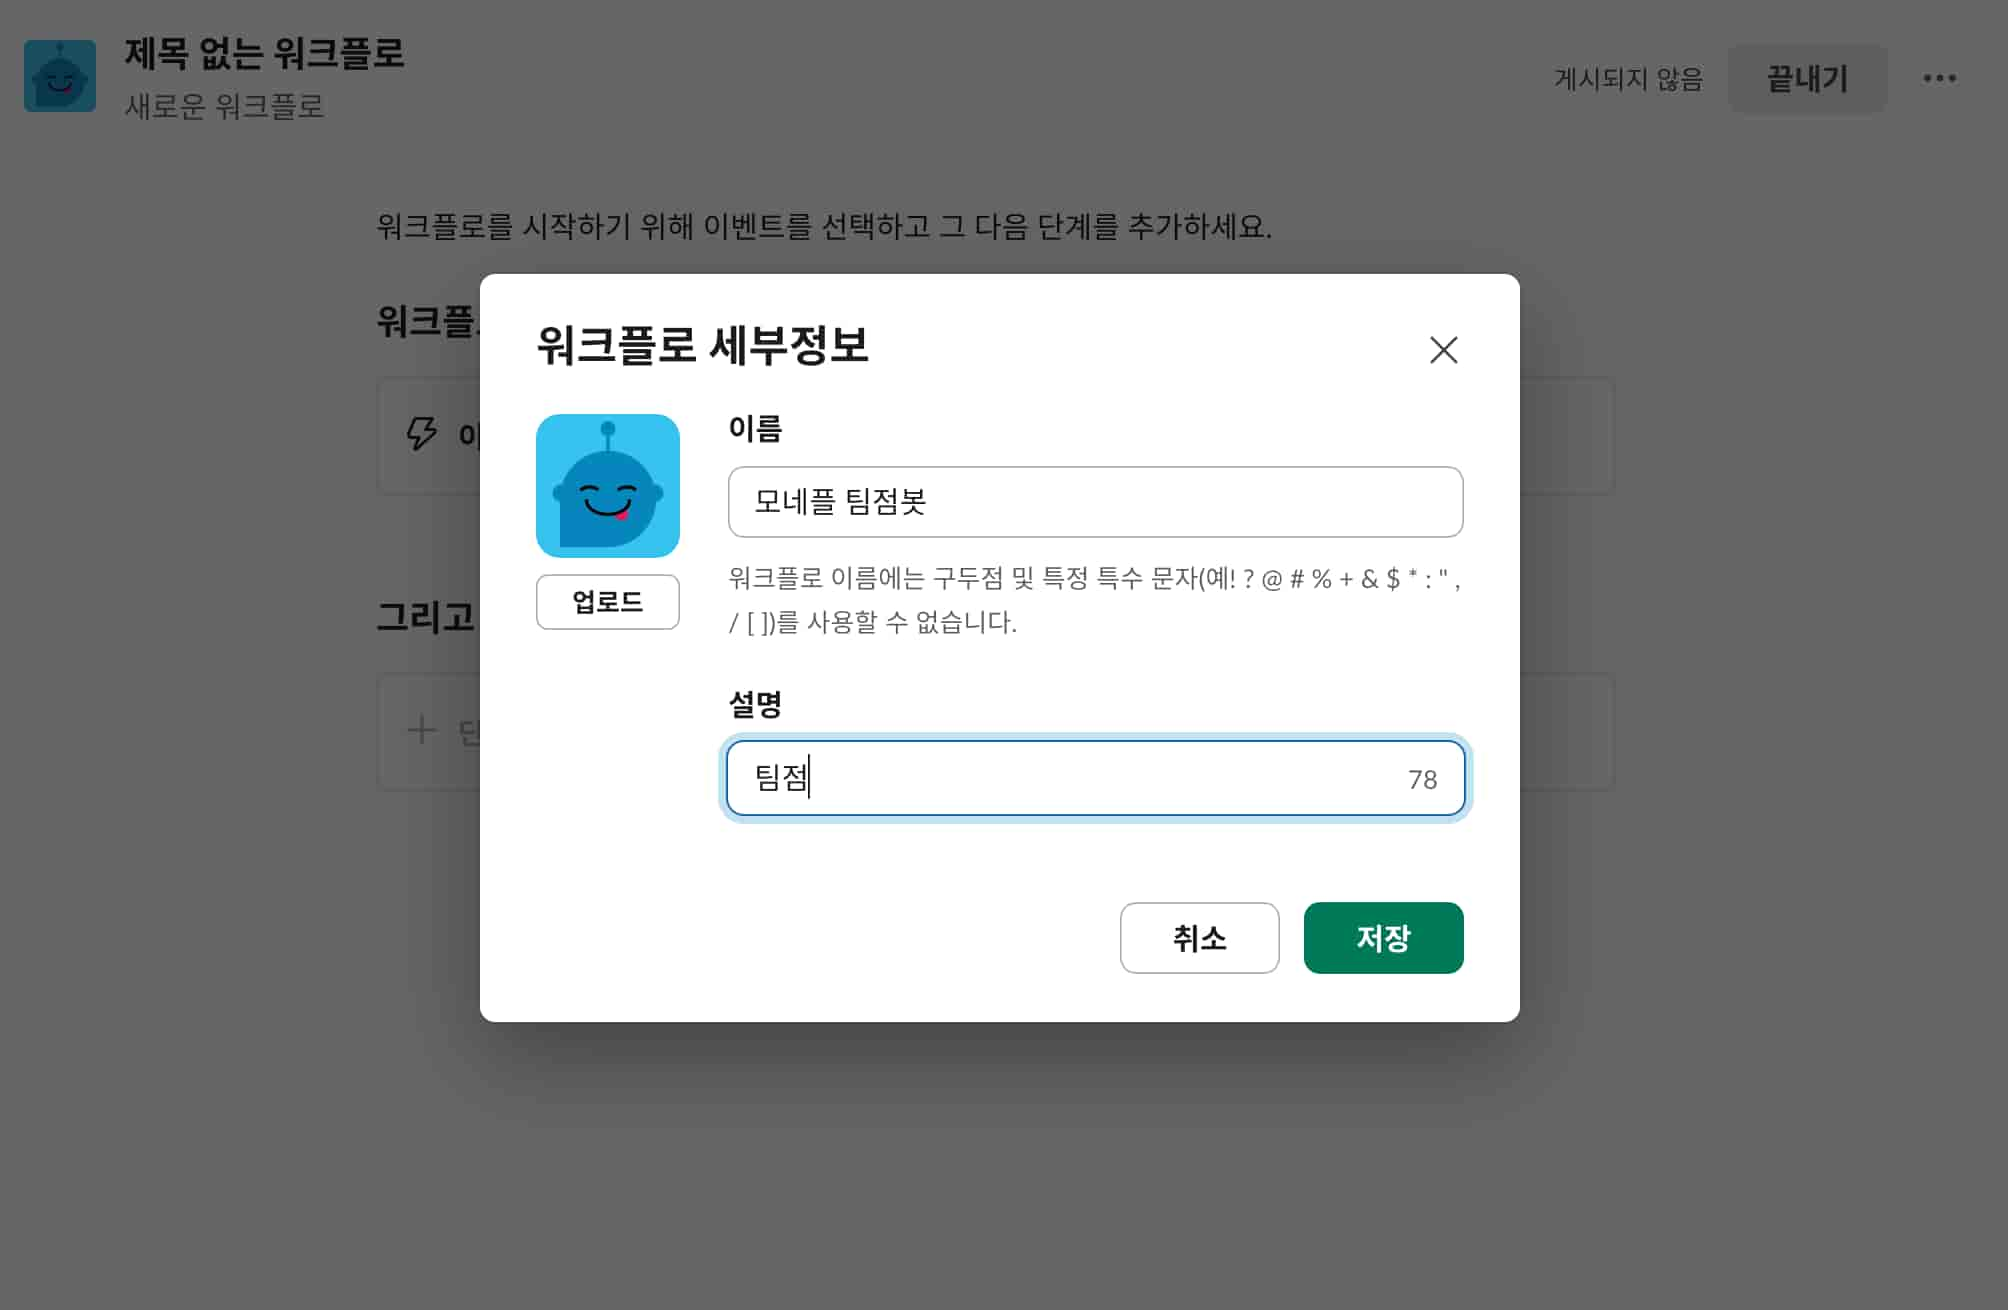 제목 없는 워크플로
새로운 워크플로
게시되지 않음
끝내기
워크플로를 시작하기 위해 이벤트를 선택하고 그 다음 단계를 추가하세요.
워크플
그리고
워크플로 세부정보
업로드
이름
모네플 팀점봇
워크플로 이름에는 구두점 및 특정 특수 문자(예! ? @ # % + & $ * : " ,
/ [ ])를 사용할 수 없습니다.
설명
팀점
78
취소
저장